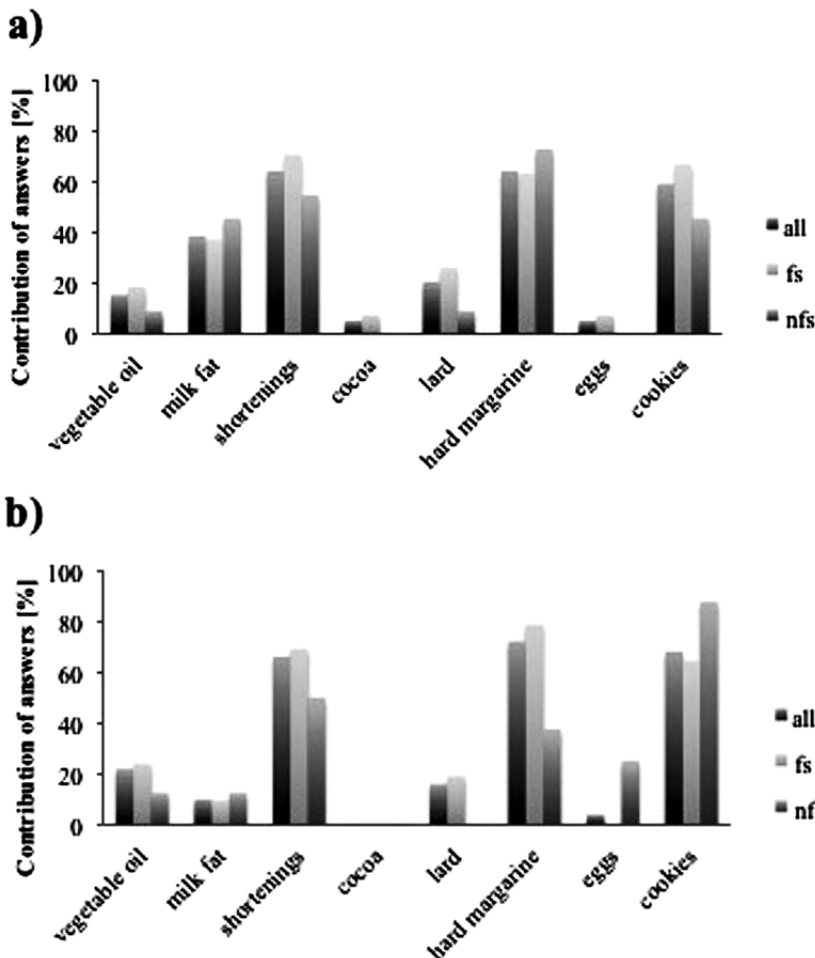 a)
Contribution of answers [%]
100
80
60
40
20
0
vegetable oil
milk fat
shortenings
cocoa
lard
hard margarine
eggs
cookies
all
fs
nfs
b)
Contribution of answers [%]
100
80
60
40
20
0
vegetable oil
milk fat
shortenings
cocoa
lard
hard margarine
eggs
cookies
all
fs
nf